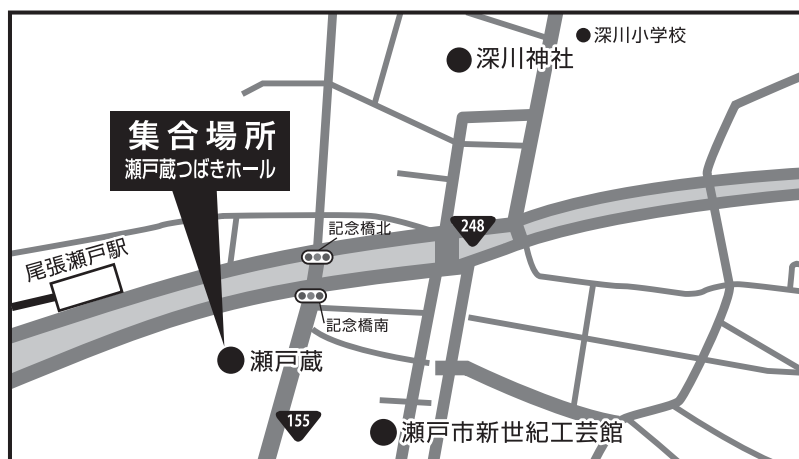 深川小学校
深川神社
集合場所
瀬戸蔵つばきホール
248
記念橋北
尾張瀬戸駅
記念橋南
瀬戸蔵
155
瀬戸市新世紀工芸館